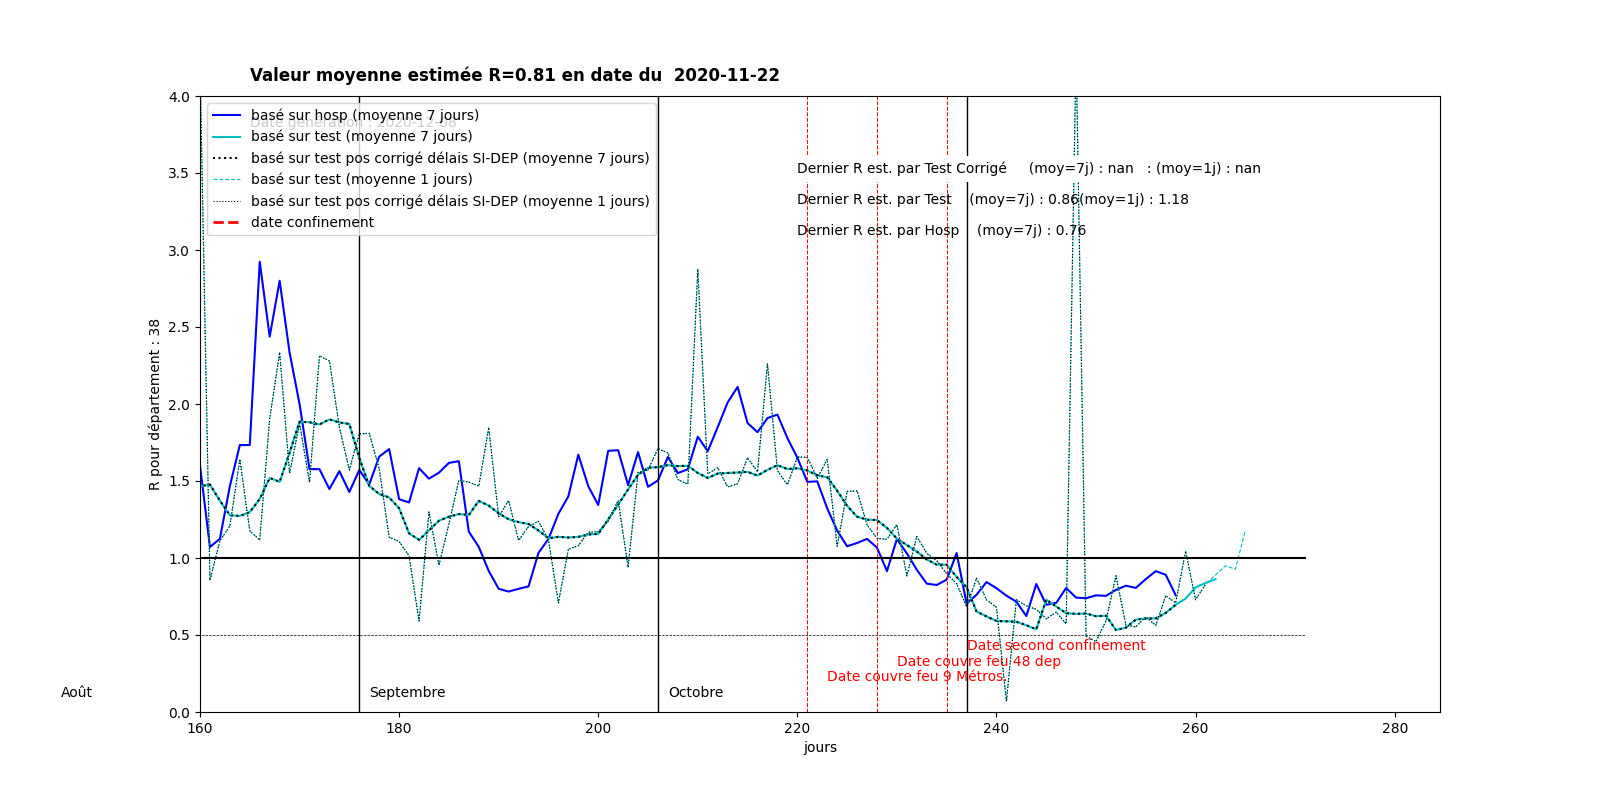 Valeur moyenne estimée R=0.81 en date du  2020-11-22
basé sur hosp (moyenne 7 jours)
Date génération : 2020-12-08
basé sur test (moyenne 7 jours)
basé sur test pos corrigé délais SI-DEP (moyenne 7 jours)
basé sur test (moyenne 1 jours)
basé sur test pos corrigé délais SI-DEP (moyenne 1 jours)
date confinement
Dernier R est. par Test Corrigé     (moy=7j) : nan   : (moy=1j) : nan
Dernier R est. par Test    (moy=7j) : 0.86(moy=1j) : 1.18
Dernier R est. par Hosp    (moy=7j) : 0.76
R pour département : 38
4.0
3.5
3.0
2.5
2.0
1.5
1.0
0.5
0.0
Date second confinement
Date couvre feu 48 dep
Date couvre feu 9 Métros
Août
Septembre
Octobre
160 180 200 220 240 260 280
jours